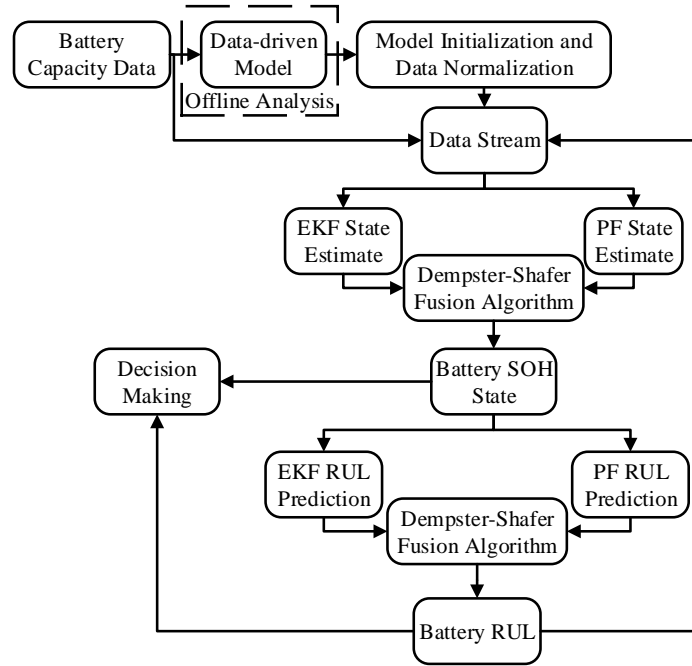 Battery
Capacity Data
Data-driven
Model
Offline Analysis
Model Initialization and
Data Normalization
Data Stream
EKF State
Estimate
PF State
Estimate
Dempster-Shafer
Fusion Algorithm
Decision
Making
Battery SOH
State
EKF RUL
Prediction
PF RUL
Prediction
Dempster-Shafer
Fusion Algorithm
Battery RUL